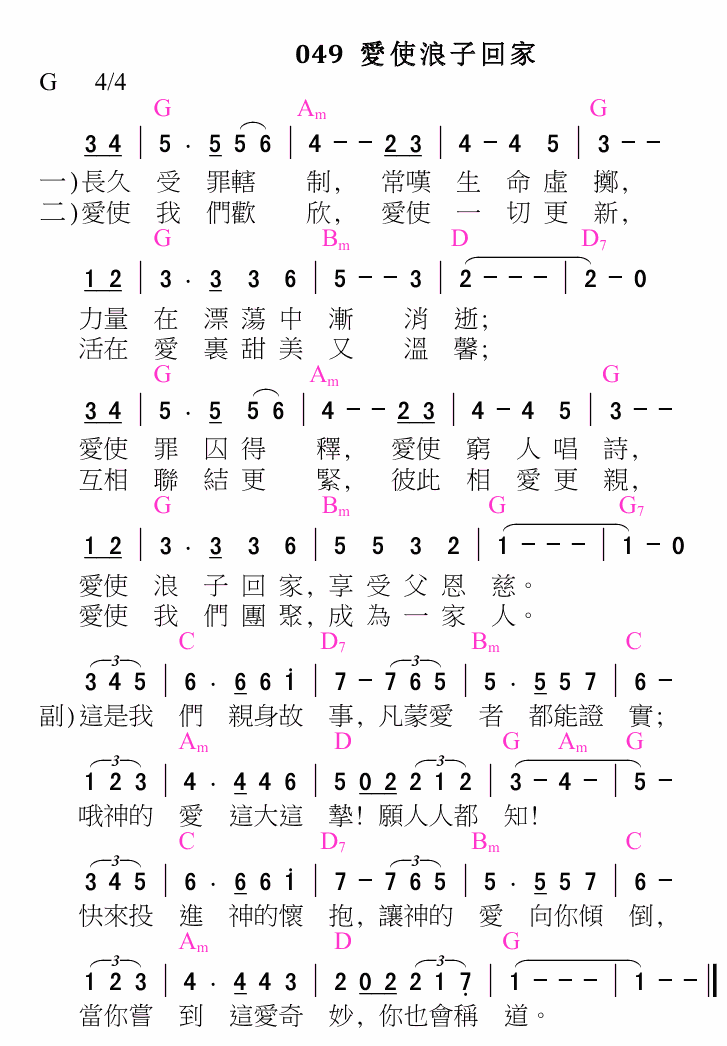 049 愛使浪子回家
G 4/4
G Am G
3 4 | 5 · 5 5 6 | 4 - - 2 3 | 4 - 4 5 | 3 - -
一)長久 受 罪轄 制, 常嘆 生 命 虛 擲,
二)愛使 我 們歡 欣, 愛使 一 切 更 新,
G Bm D D7
1 2 | 3 · 3 3 6 | 5 - - 3 | 2 - - - | 2 - 0
力量 在 漂 蕩 中 漸 消 逝;
活在 愛 裏 甜 美 又 溫 馨;
G Am G
3 4 | 5 · 5 5 6 | 4 - - 2 3 | 4 - 4 5 | 3 - -
愛使 罪 囚 得 釋, 愛使 窮 人 唱 詩,
互相 聯 結 更 緊, 彼此 相 愛 更 親,
G Bm G G7
1 2 | 3 · 3 3 6 | 5 5 3 2 | 1 - - - | 1 - 0
愛使 浪 子 回 家, 享 受 父 恩 慈。
愛使 我 們 團 聚, 成 為 一 家 人。
C D7 Bm C
3 4 5 | 6 · 6 6 i | 7 - 7 6 5 | 5 · 5 5 7 | 6 -
副)這是我 們 親身故 事, 凡蒙愛 者 都能證 實;
Am D G Am G
1 2 3 | 4 · 4 4 6 | 5 0 2 2 1 2 | 3 - 4 - | 5 -
哦神的 愛 這大這 摯! 願人人都 知!
C D7 Bm C
3 4 5 | 6 · 6 6 i | 7 - 7 6 5 | 5 · 5 5 7 | 6 -
快來投 進 神的懷 抱, 讓神的 愛 向你傾 倒,
Am D G
1 2 3 | 4 · 4 4 3 | 2 0 2 2 1 7 | 1 - - - | 1 - - ||
當你嘗 到 這愛奇 妙, 你也會稱 道。